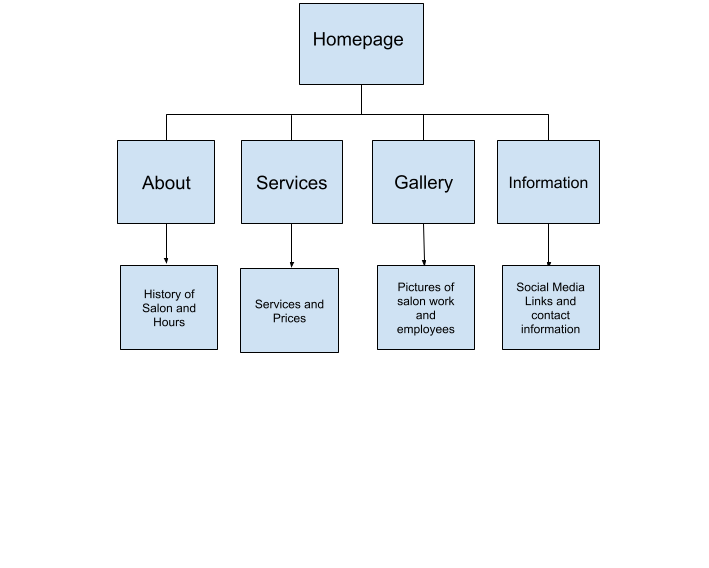 Homepage
About
Services
Gallery
Information
History of
Salon and
Hours
Services and
Prices
Pictures of
salon work
and
employees
Social Media
Links and
contact
information